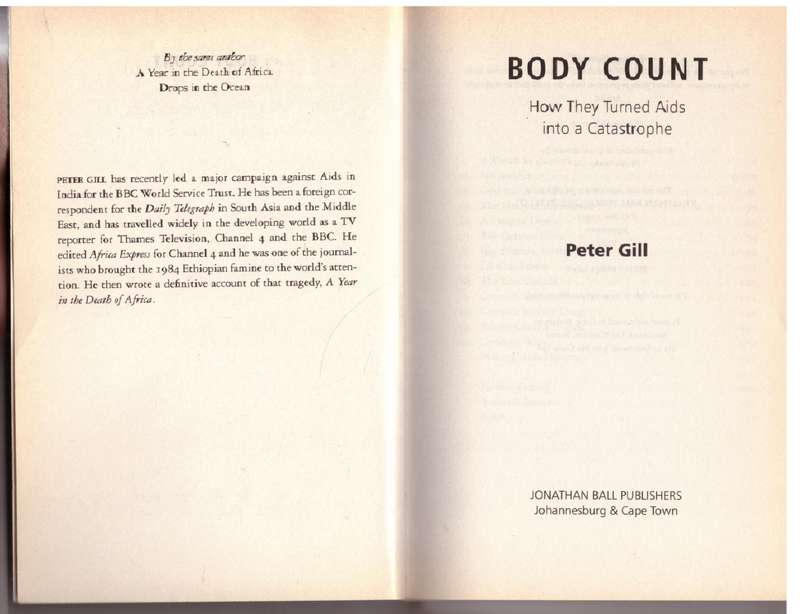 By the same author
A Year in the Death of Africa
Drops in the Ocean
PETER GILL has recently led a major campaign against Aids in
India for the BBC World Service Trust. He has been a foreign cor-
respondent for the Daily Telegraph in South Asia and the Middle
East, and has travelled widely in the developing world as a TV
reporter for Thames Television, Channel 4 and the BBC. He
edited Africa Express for Channel 4 and he was one of the journal-
ists who brought the 1984 Ethiopian famine to the world's atten-
tion. He then wrote a definitive account of that tragedy, A Year
in the Death of Africa.
BODY COUNT
How They Turned Aids
into a Catastrophe
Peter Gill
JONATHAN BALL PUBLISHERS
Johannesburg & Cape Town